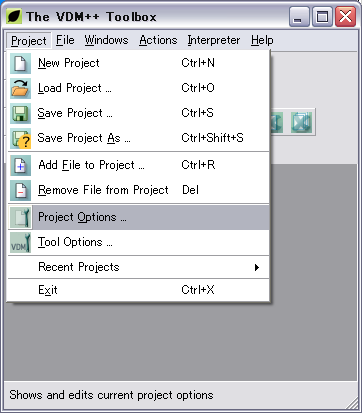 The VDM++ Toolbox
Project File Windows Actions Interpreter Help
New Project Ctrl+N
Load Project ... Ctrl+O
Save Project ... Ctrl+S
Save Project As ... Ctrl+Shift+S
Add File to Project ... Ctrl+R
Remove File from Project Del
Project Options ...
VDM Tool Options ...
Recent Projects
Exit Ctrl+X
Shows and edits current project options